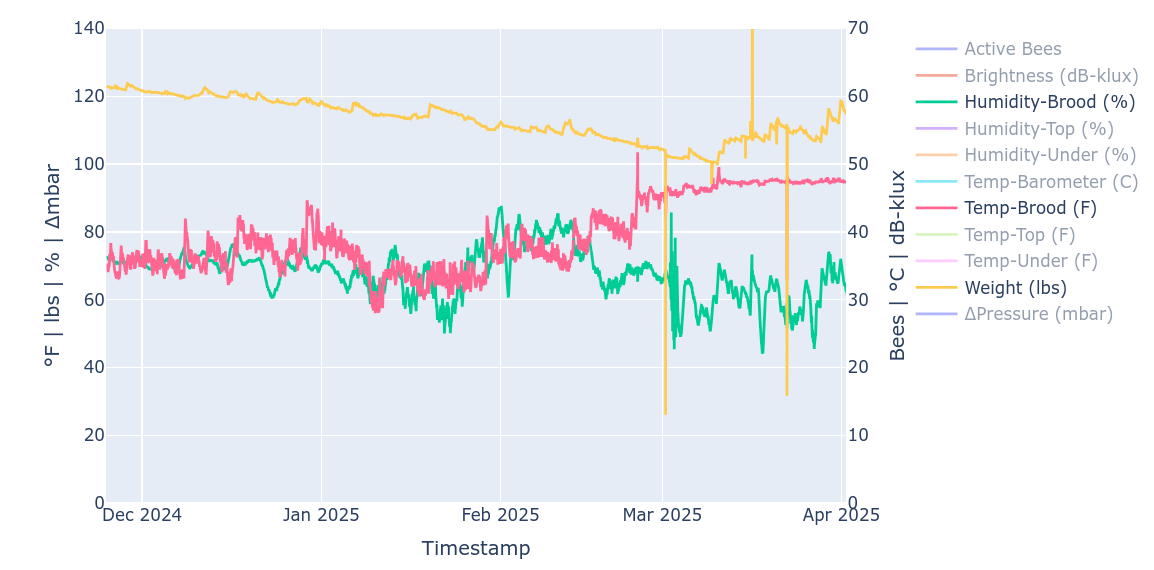 140
120
100
80
60
40
20
0
°F | lbs | % | Δmbar
70
60
50
40
30
20
10
0
Bees | °C | dB-klux
Dec 2024
Jan 2025
Feb 2025
Mar 2025
Apr 2025
Timestamp
Active Bees
Brightness (dB-klux)
Humidity-Brood (%)
Humidity-Top (%)
Humidity-Under (%)
Temp-Barometer (C)
Temp-Brood (F)
Temp-Top (F)
Temp-Under (F)
Weight (lbs)
ΔPressure (mbar)